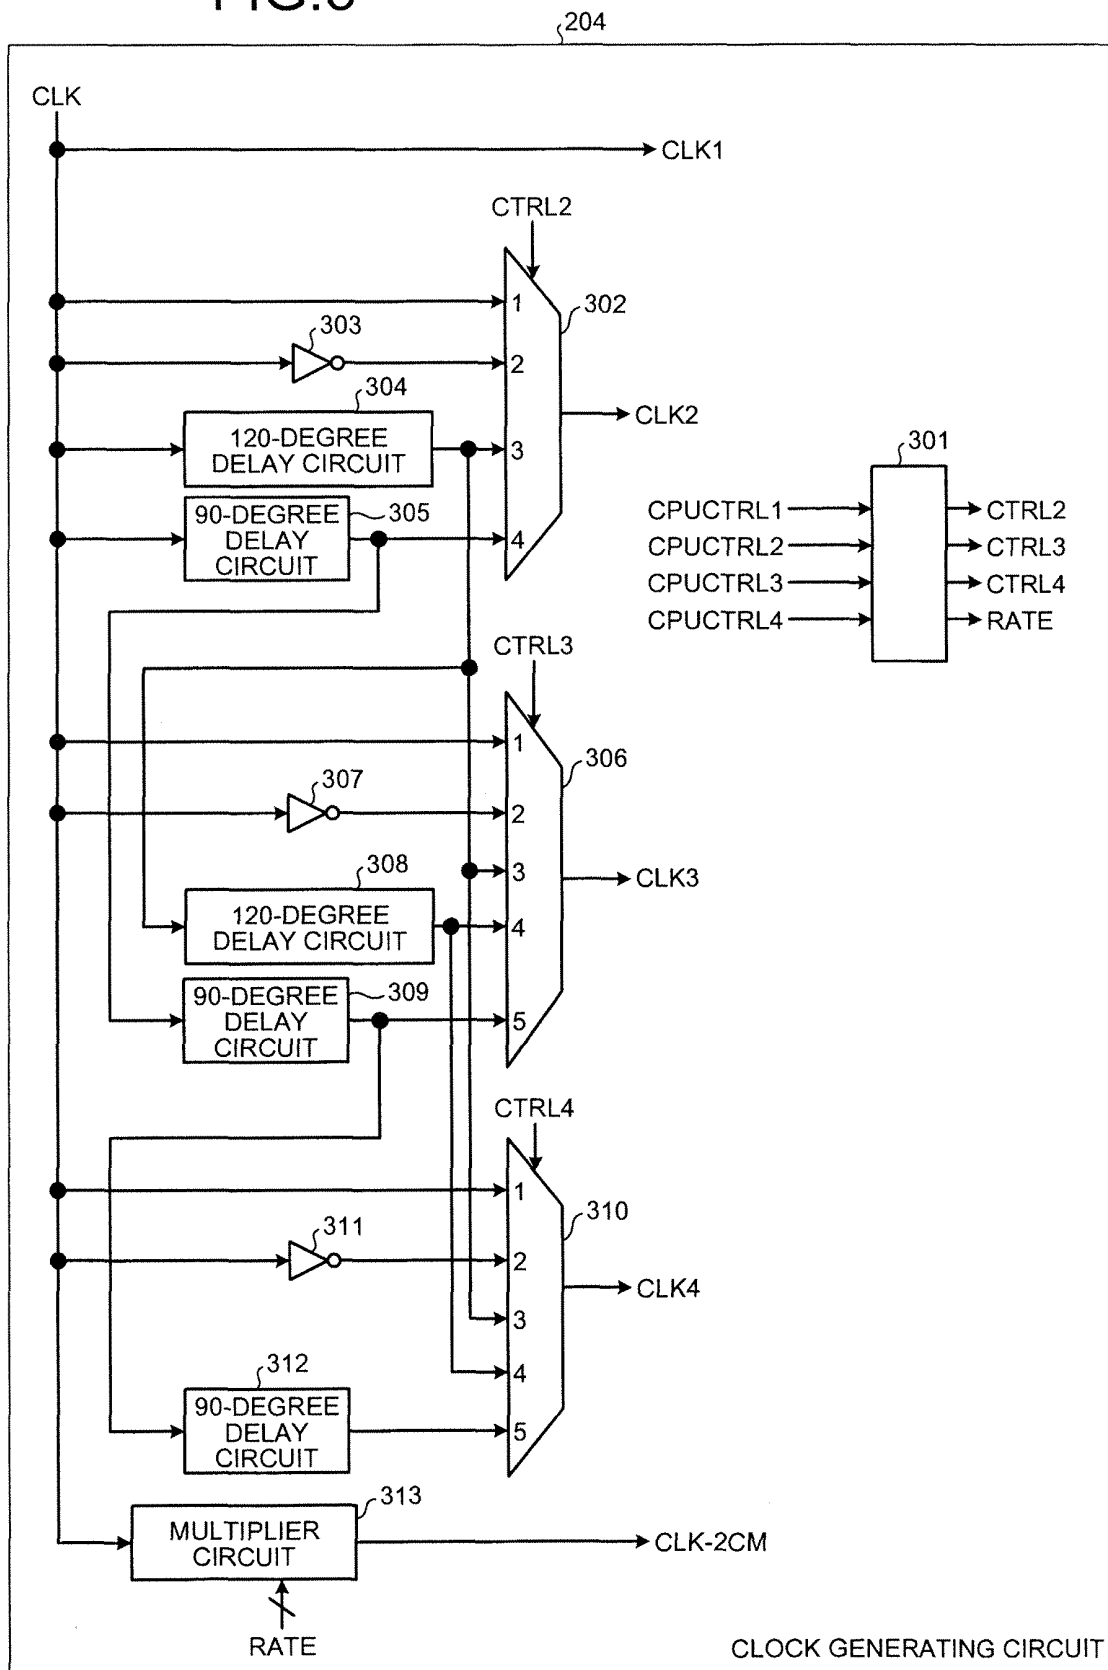 204
CLK
CLK1
CTRL2
1
302
303
2
304
CLK2
120-DEGREE
DELAY CIRCUIT
3
301
90-DEGREE
DELAY
CIRCUIT
305
4
CPUCTRL1
CTRL2
CPUCTRL2
CTRL3
CPUCTRL3
CTRL4
CPUCTRL4
RATE
CTRL3
1
306
307
2
308
3
CLK3
120-DEGREE
DELAY CIRCUIT
4
90-DEGREE
DELAY
CIRCUIT
309
5
CTRL4
1
310
311
2
CLK4
3
312
4
90-DEGREE
DELAY
CIRCUIT
5
313
MULTIPLIER
CIRCUIT
CLK-2CM
RATE
CLOCK GENERATING CIRCUIT